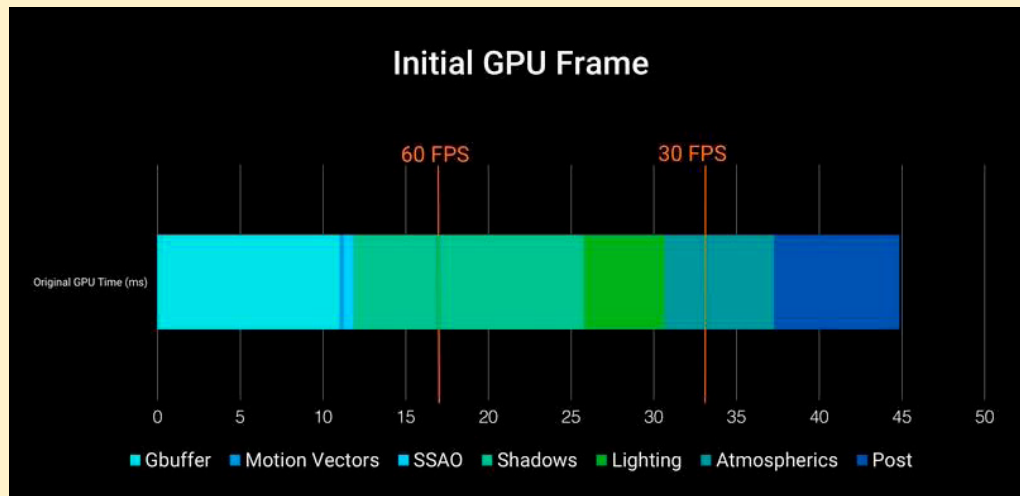 Initial GPU Frame
60 FPS 30 FPS
Original GPU Time (ms)
0 5 10 15 20 25 30 35 40 45 50
Gbuffer Motion Vectors SSAO Shadows Lighting Atmospherics Post